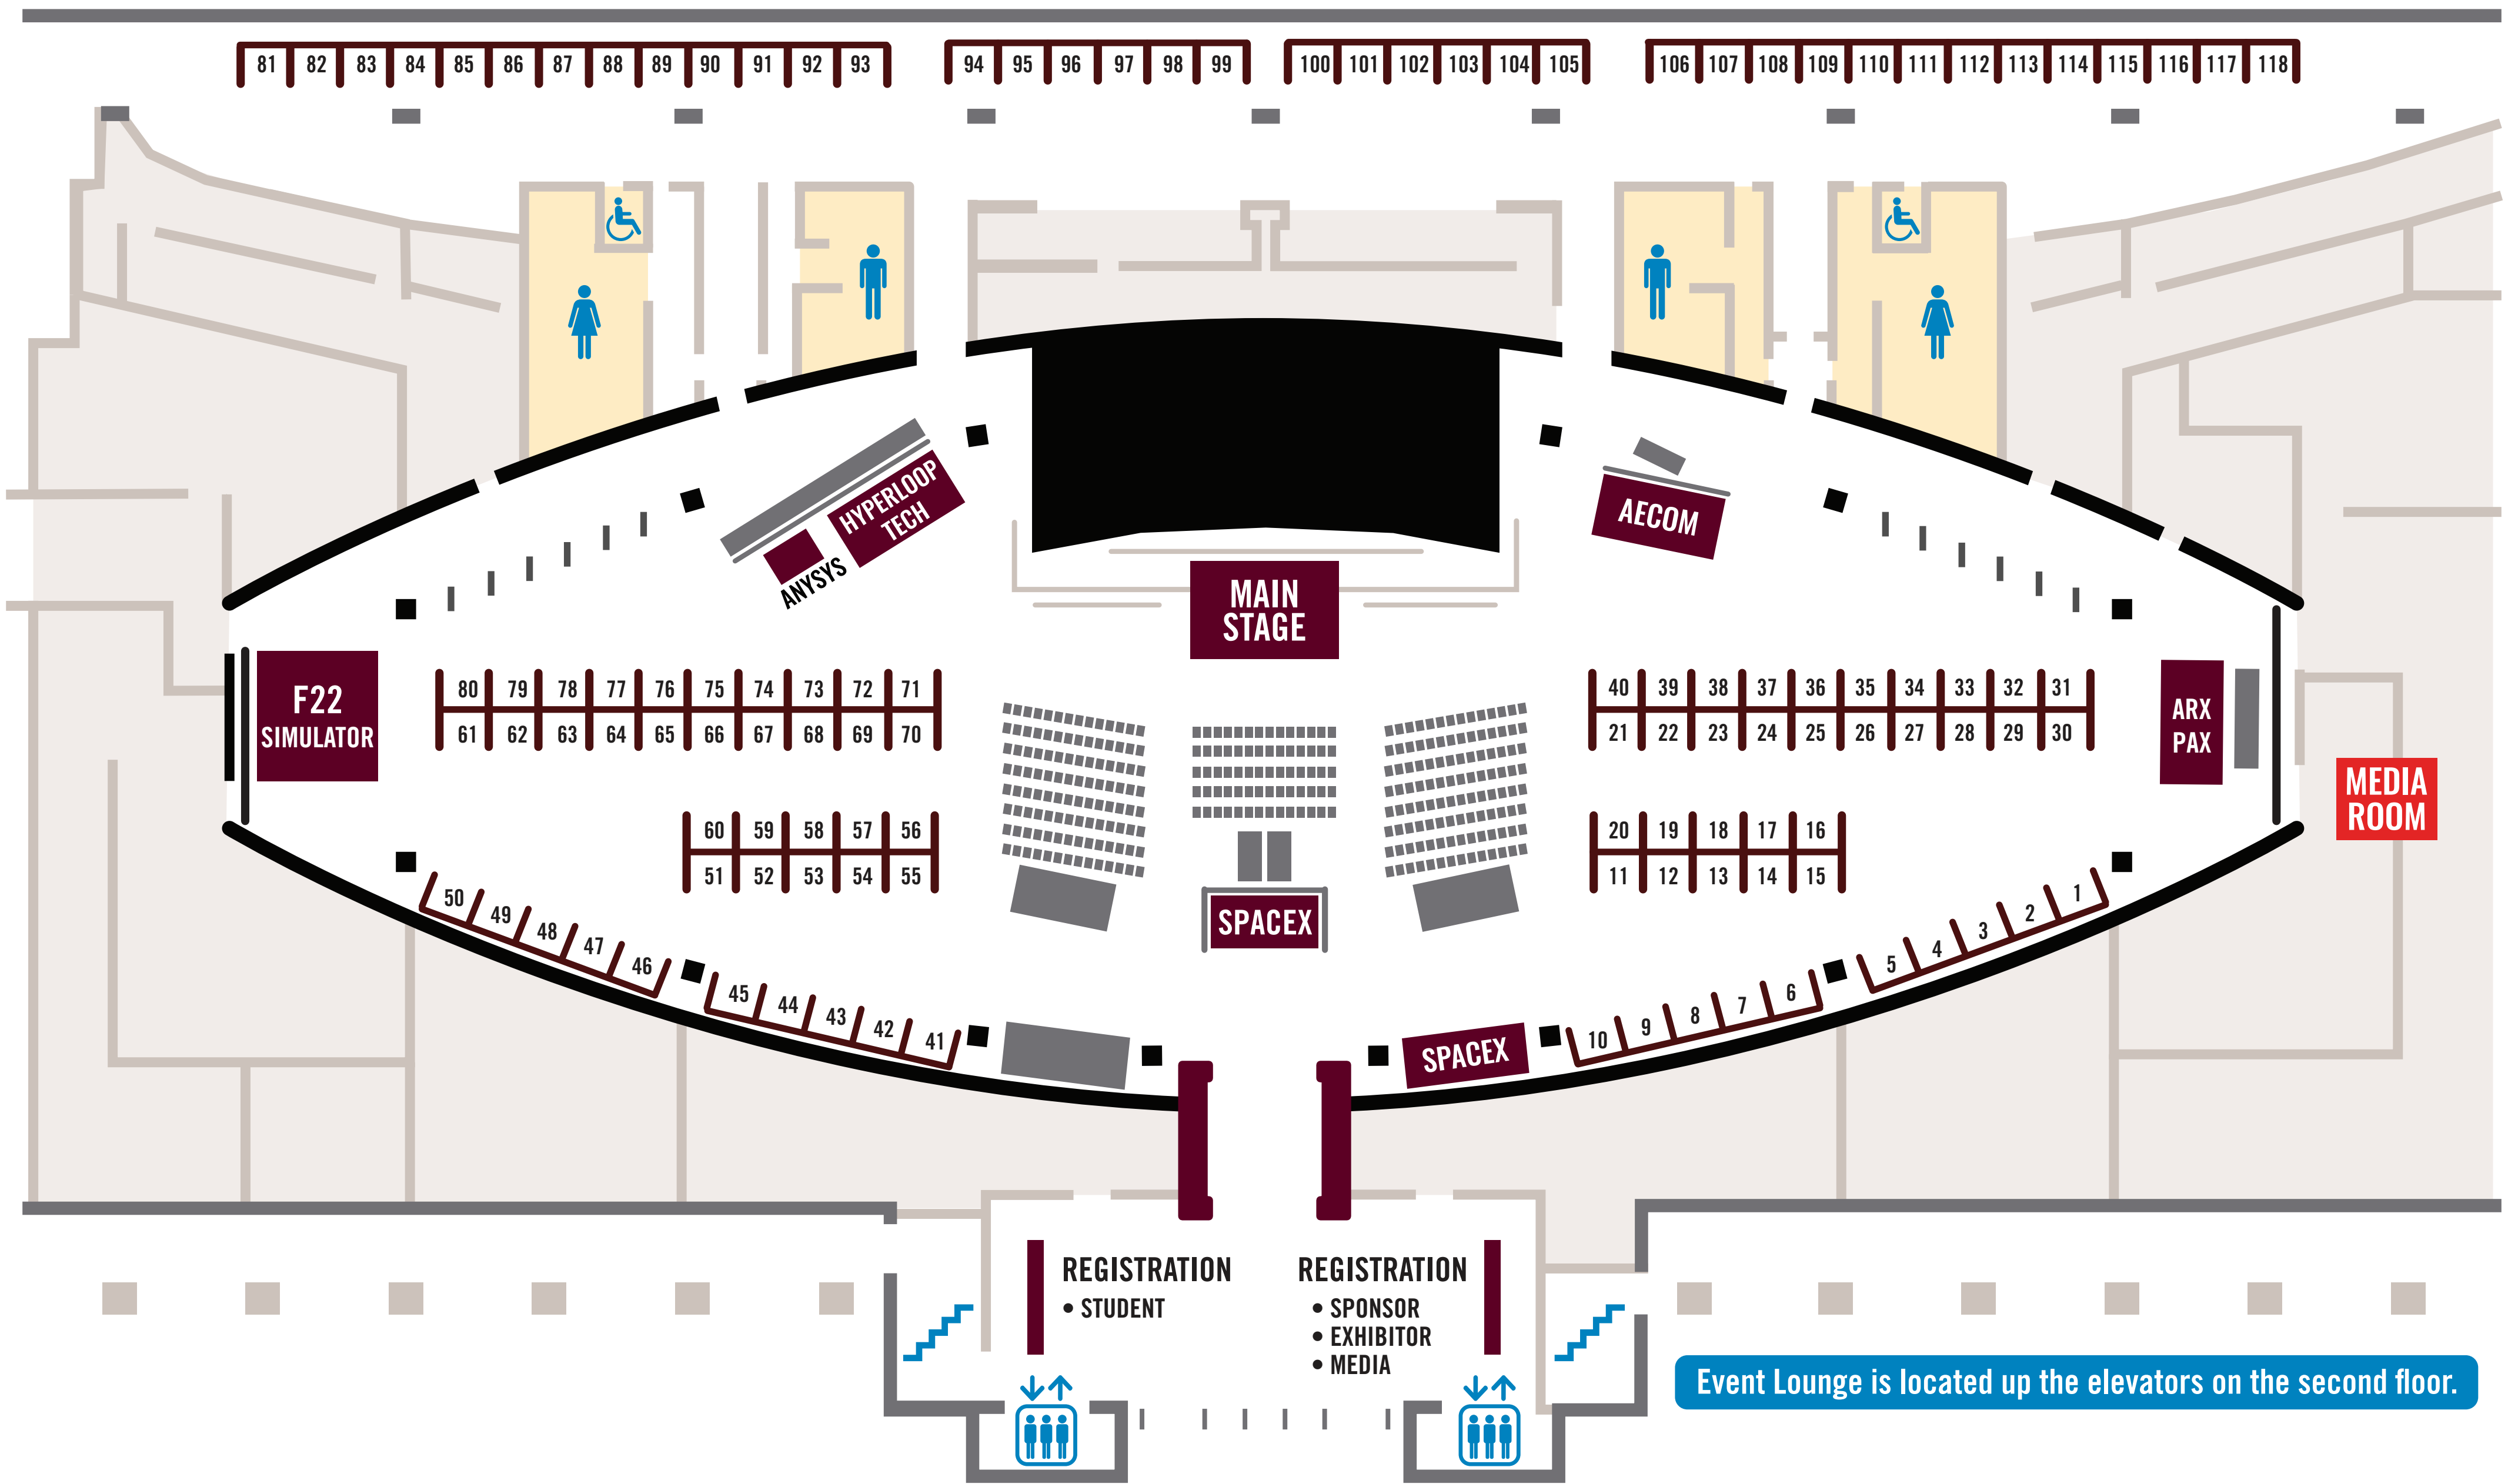 81 82 83 84 85 86 87 88 89 90 91 92 93 94 95 96 97 98 99 100 101 102 103 104 105 106 107 108 109 110 111 112 113 114 115 116 117 118
HYPERLOOP
TECH
ANYSYS
AECOM
MAIN
STAGE
F22
SIMULATOR
80 79 78 77 76 75 74 73 72 71
61 62 63 64 65 66 67 68 69 70
40 39 38 37 36 35 34 33 32 31
21 22 23 24 25 26 27 28 29 30
ARX
PAX
MEDIA
ROOM
60 59 58 57 56
51 52 53 54 55
20 19 18 17 16
11 12 13 14 15
SPACEX
50 49 48 47 46
45 44 43 42 41
SPACEX
10 9 8 7 6
5 4 3 2 1
REGISTRATION
• STUDENT
REGISTRATION
• SPONSOR
• EXHIBITOR
• MEDIA
Event Lounge is located up the elevators on the second floor.